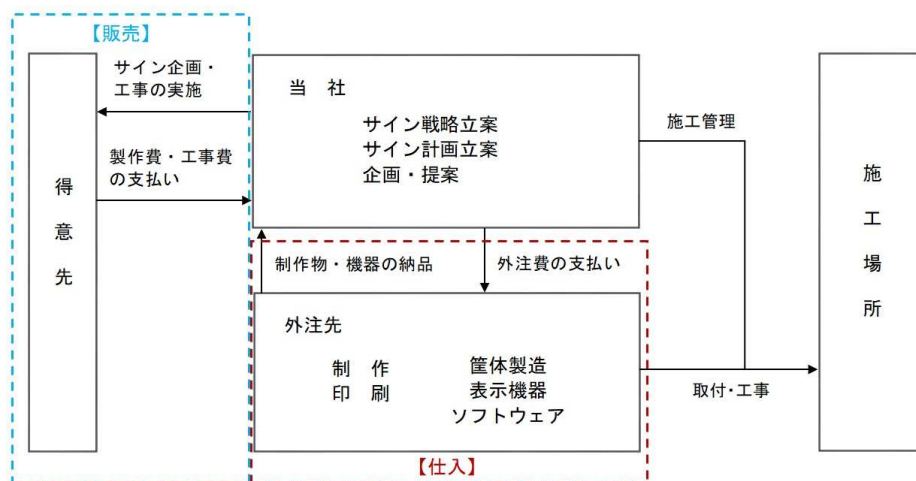 【販売】
サイン企画・
工事の実施
製作費・工事費
の支払い
得意先
当 社
サイン戦略立案
サイン計画立案
企画・提案
施工管理
施工場所
制作物・機器の納品
外注費の支払い
外注先
制 作
印 刷
筐体製造
表示機器
ソフトウェア
取付・工事
【仕入】